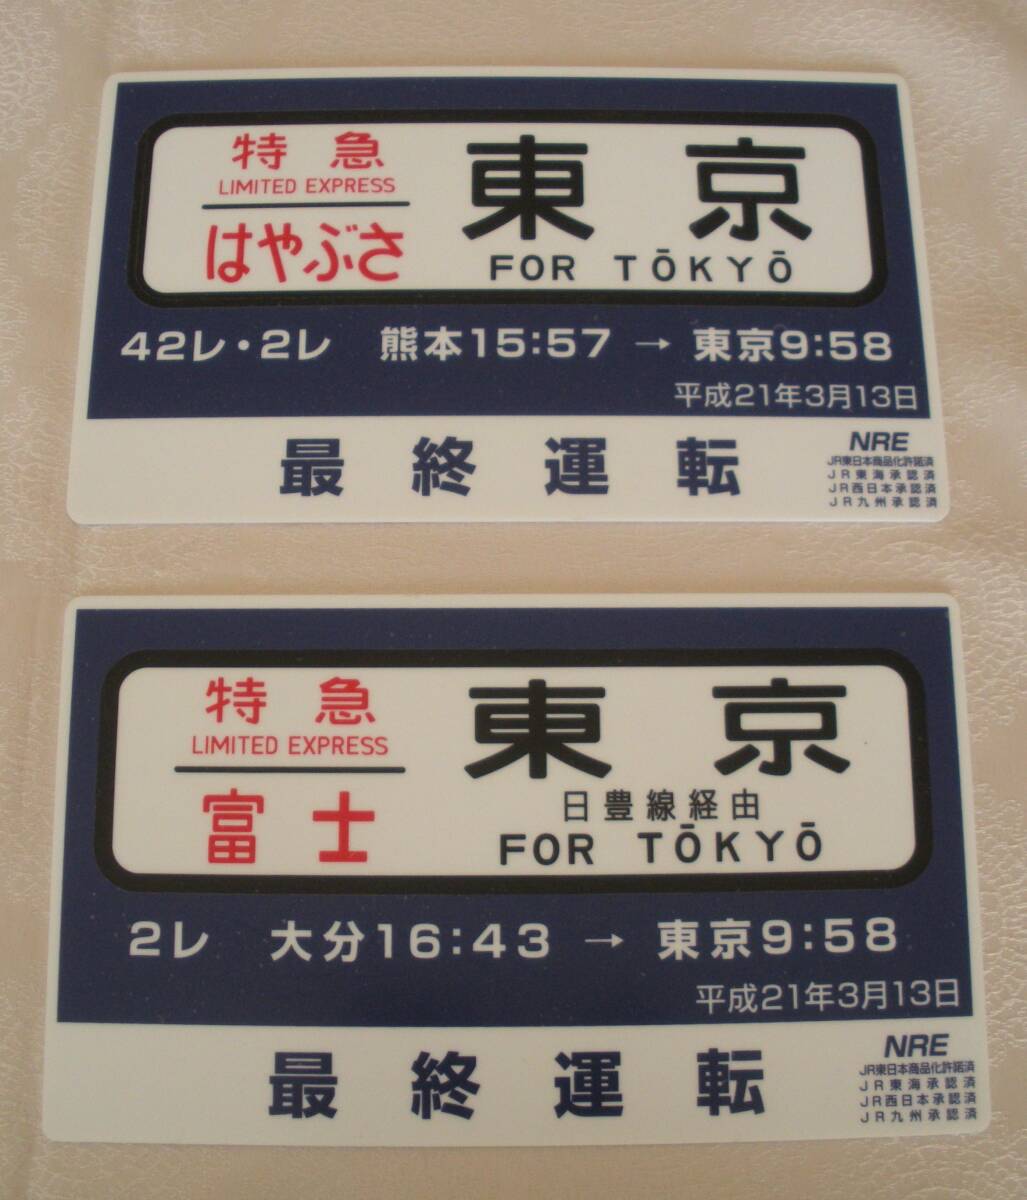 特急
LIMITED EXPRESS
はやぶさ
東京
FOR TŌKYŌ
42レ・2レ 熊本15:57 → 東京9:58
平成21年3月13日
最終運転
NRE
JR東日本商品化許諾済
JR東海承認済
JR西日本承認済
JR九州承認済
特急
LIMITED EXPRESS
富士
東京
日豊線経由
FOR TŌKYŌ
2レ 大分16:43 → 東京9:58
平成21年3月13日
最終運転
NRE
JR東日本商品化許諾済
JR東海承認済
JR西日本承認済
JR九州承認済